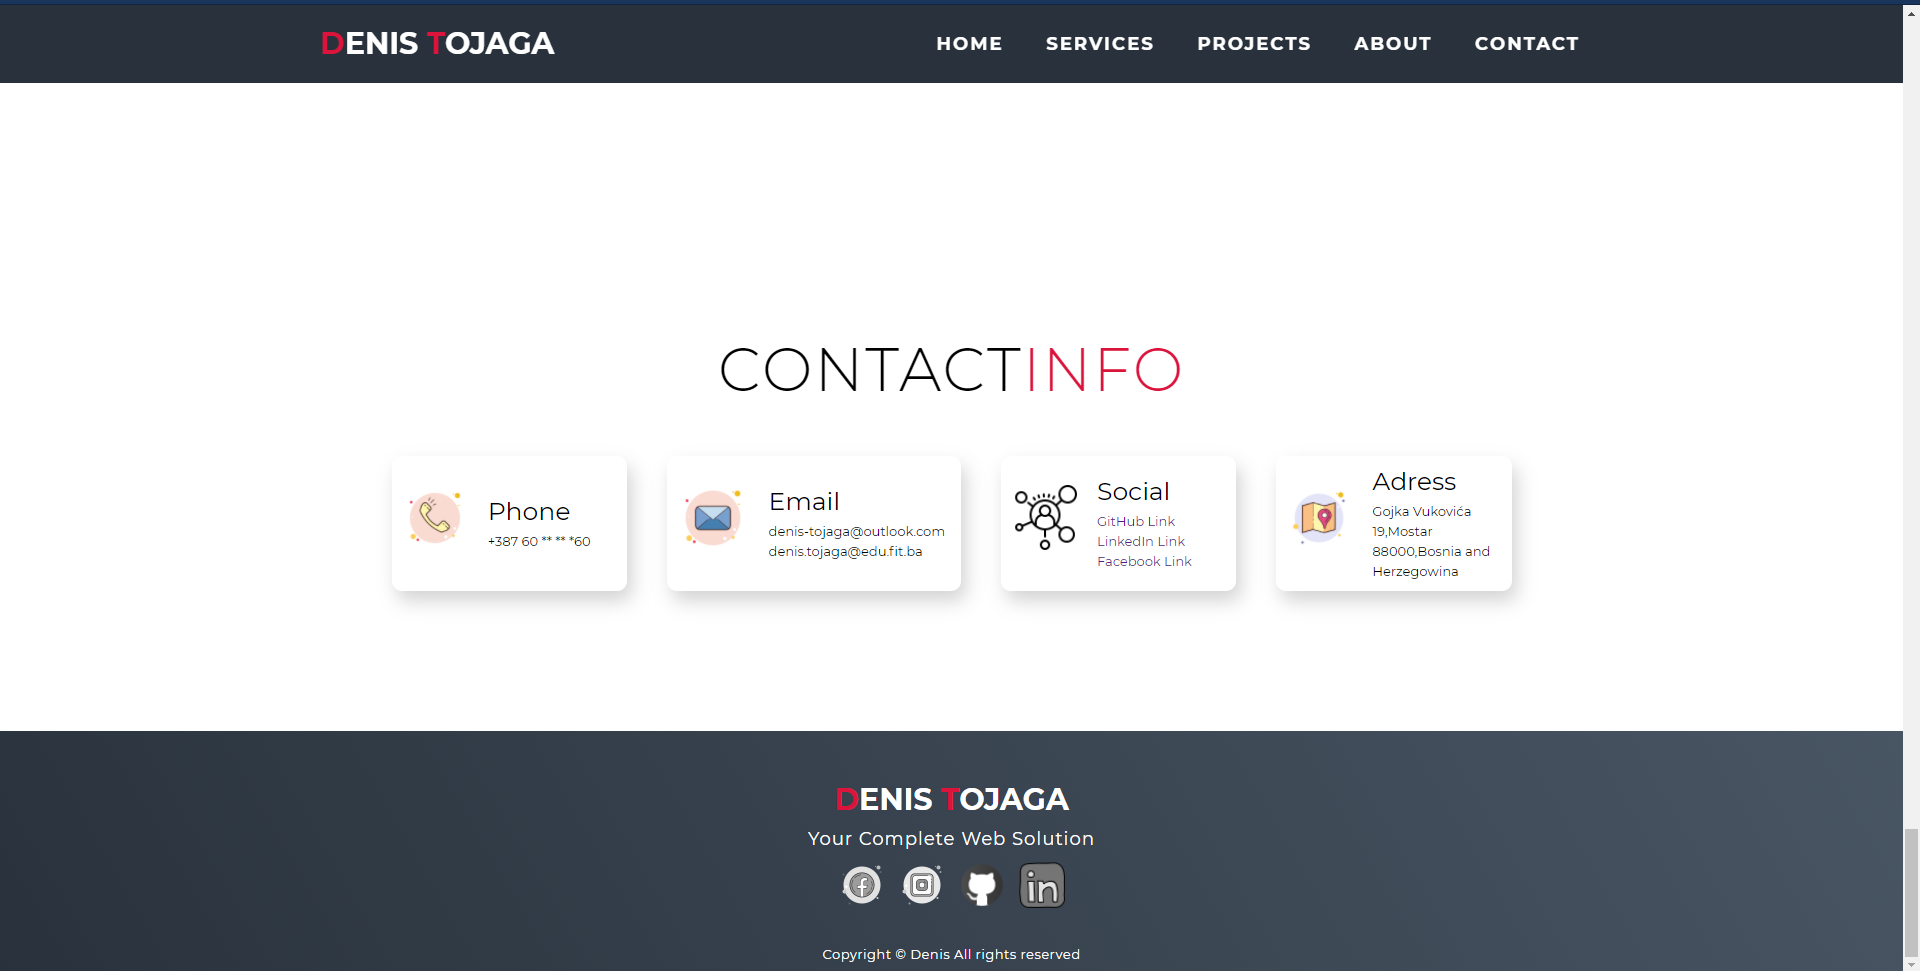 DENIS TOJAGA
HOME SERVICES PROJECTS ABOUT CONTACT
CONTACTINFO
Phone
+387 60 ** ** *60
Email
denis-tojaga@outlook.com
denis.tojaga@edu.fit.ba
Social
GitHub Link
LinkedIn Link
Facebook Link
Adress
Gojka Vukovića
19,Mostar
88000,Bosnia and
Herzegowina
DENIS TOJAGA
Your Complete Web Solution
in
Copyright © Denis All rights reserved